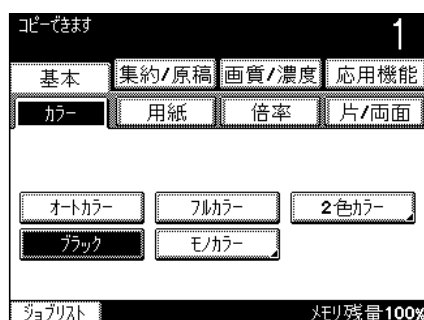 コピーできます 1
基本 集約/原稿 画質/濃度 応用機能
カラー 用紙 倍率 片/両面
オートカラー フルカラー 2色カラー
ブラック モノカラー
ジョブリスト メモリ残量100%